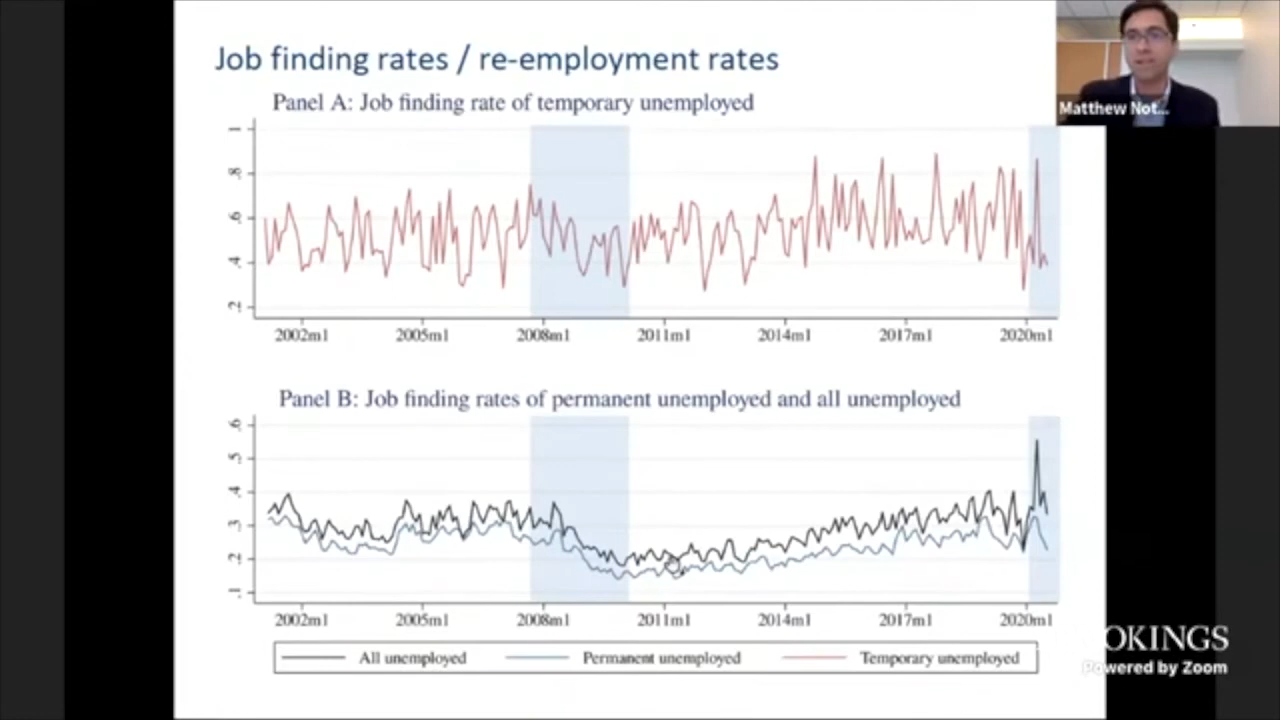 Job finding rates / re-employment rates
Matthew Not...
Panel A: Job finding rate of temporary unemployed
1
.8
.6
.4
.2
2002m1 2005m1 2008m1 2011m1 2014m1 2017m1 2020m1
Panel B: Job finding rates of permanent unemployed and all unemployed
.6
.5
.4
.3
.2
.1
2002m1 2005m1 2008m1 2011m1 2014m1 2017m1 2020m1
All unemployed Permanent unemployed Temporary unemployed
OKINGS
Powered by Zoom